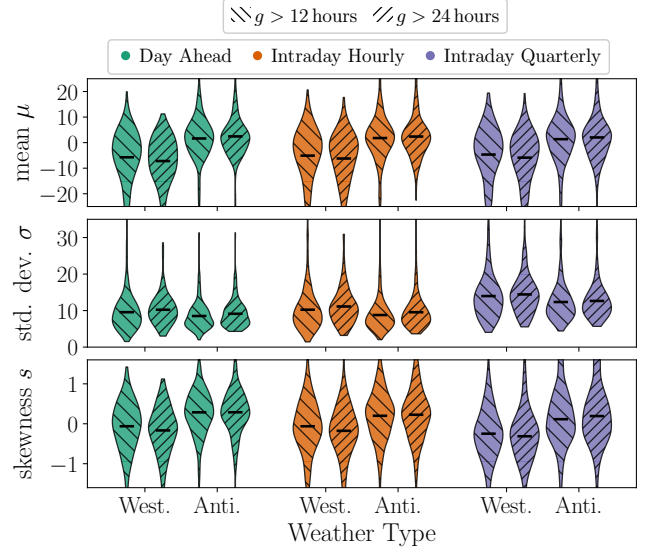 g > 12 hours g > 24 hours
Day Ahead Intraday Hourly Intraday Quarterly
mean μ
20
10
0
−10
−20
std. dev. σ
30
20
10
0
skewness s
1
0
−1
West. Anti. West. Anti. West. Anti.
Weather Type